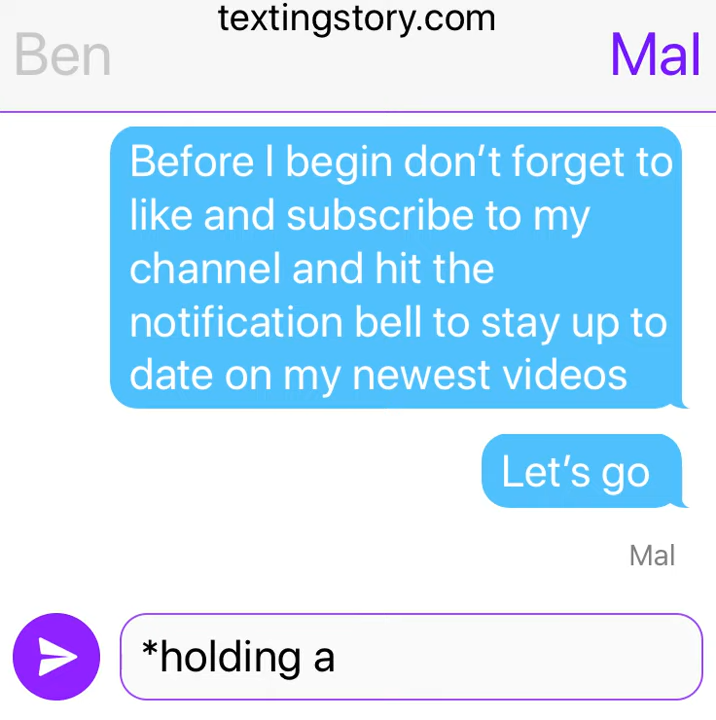 textingstory.com
Ben
Mal
Before I begin don’t forget to
like and subscribe to my
channel and hit the
notification bell to stay up to
date on my newest videos
Let’s go
Mal
*holding a